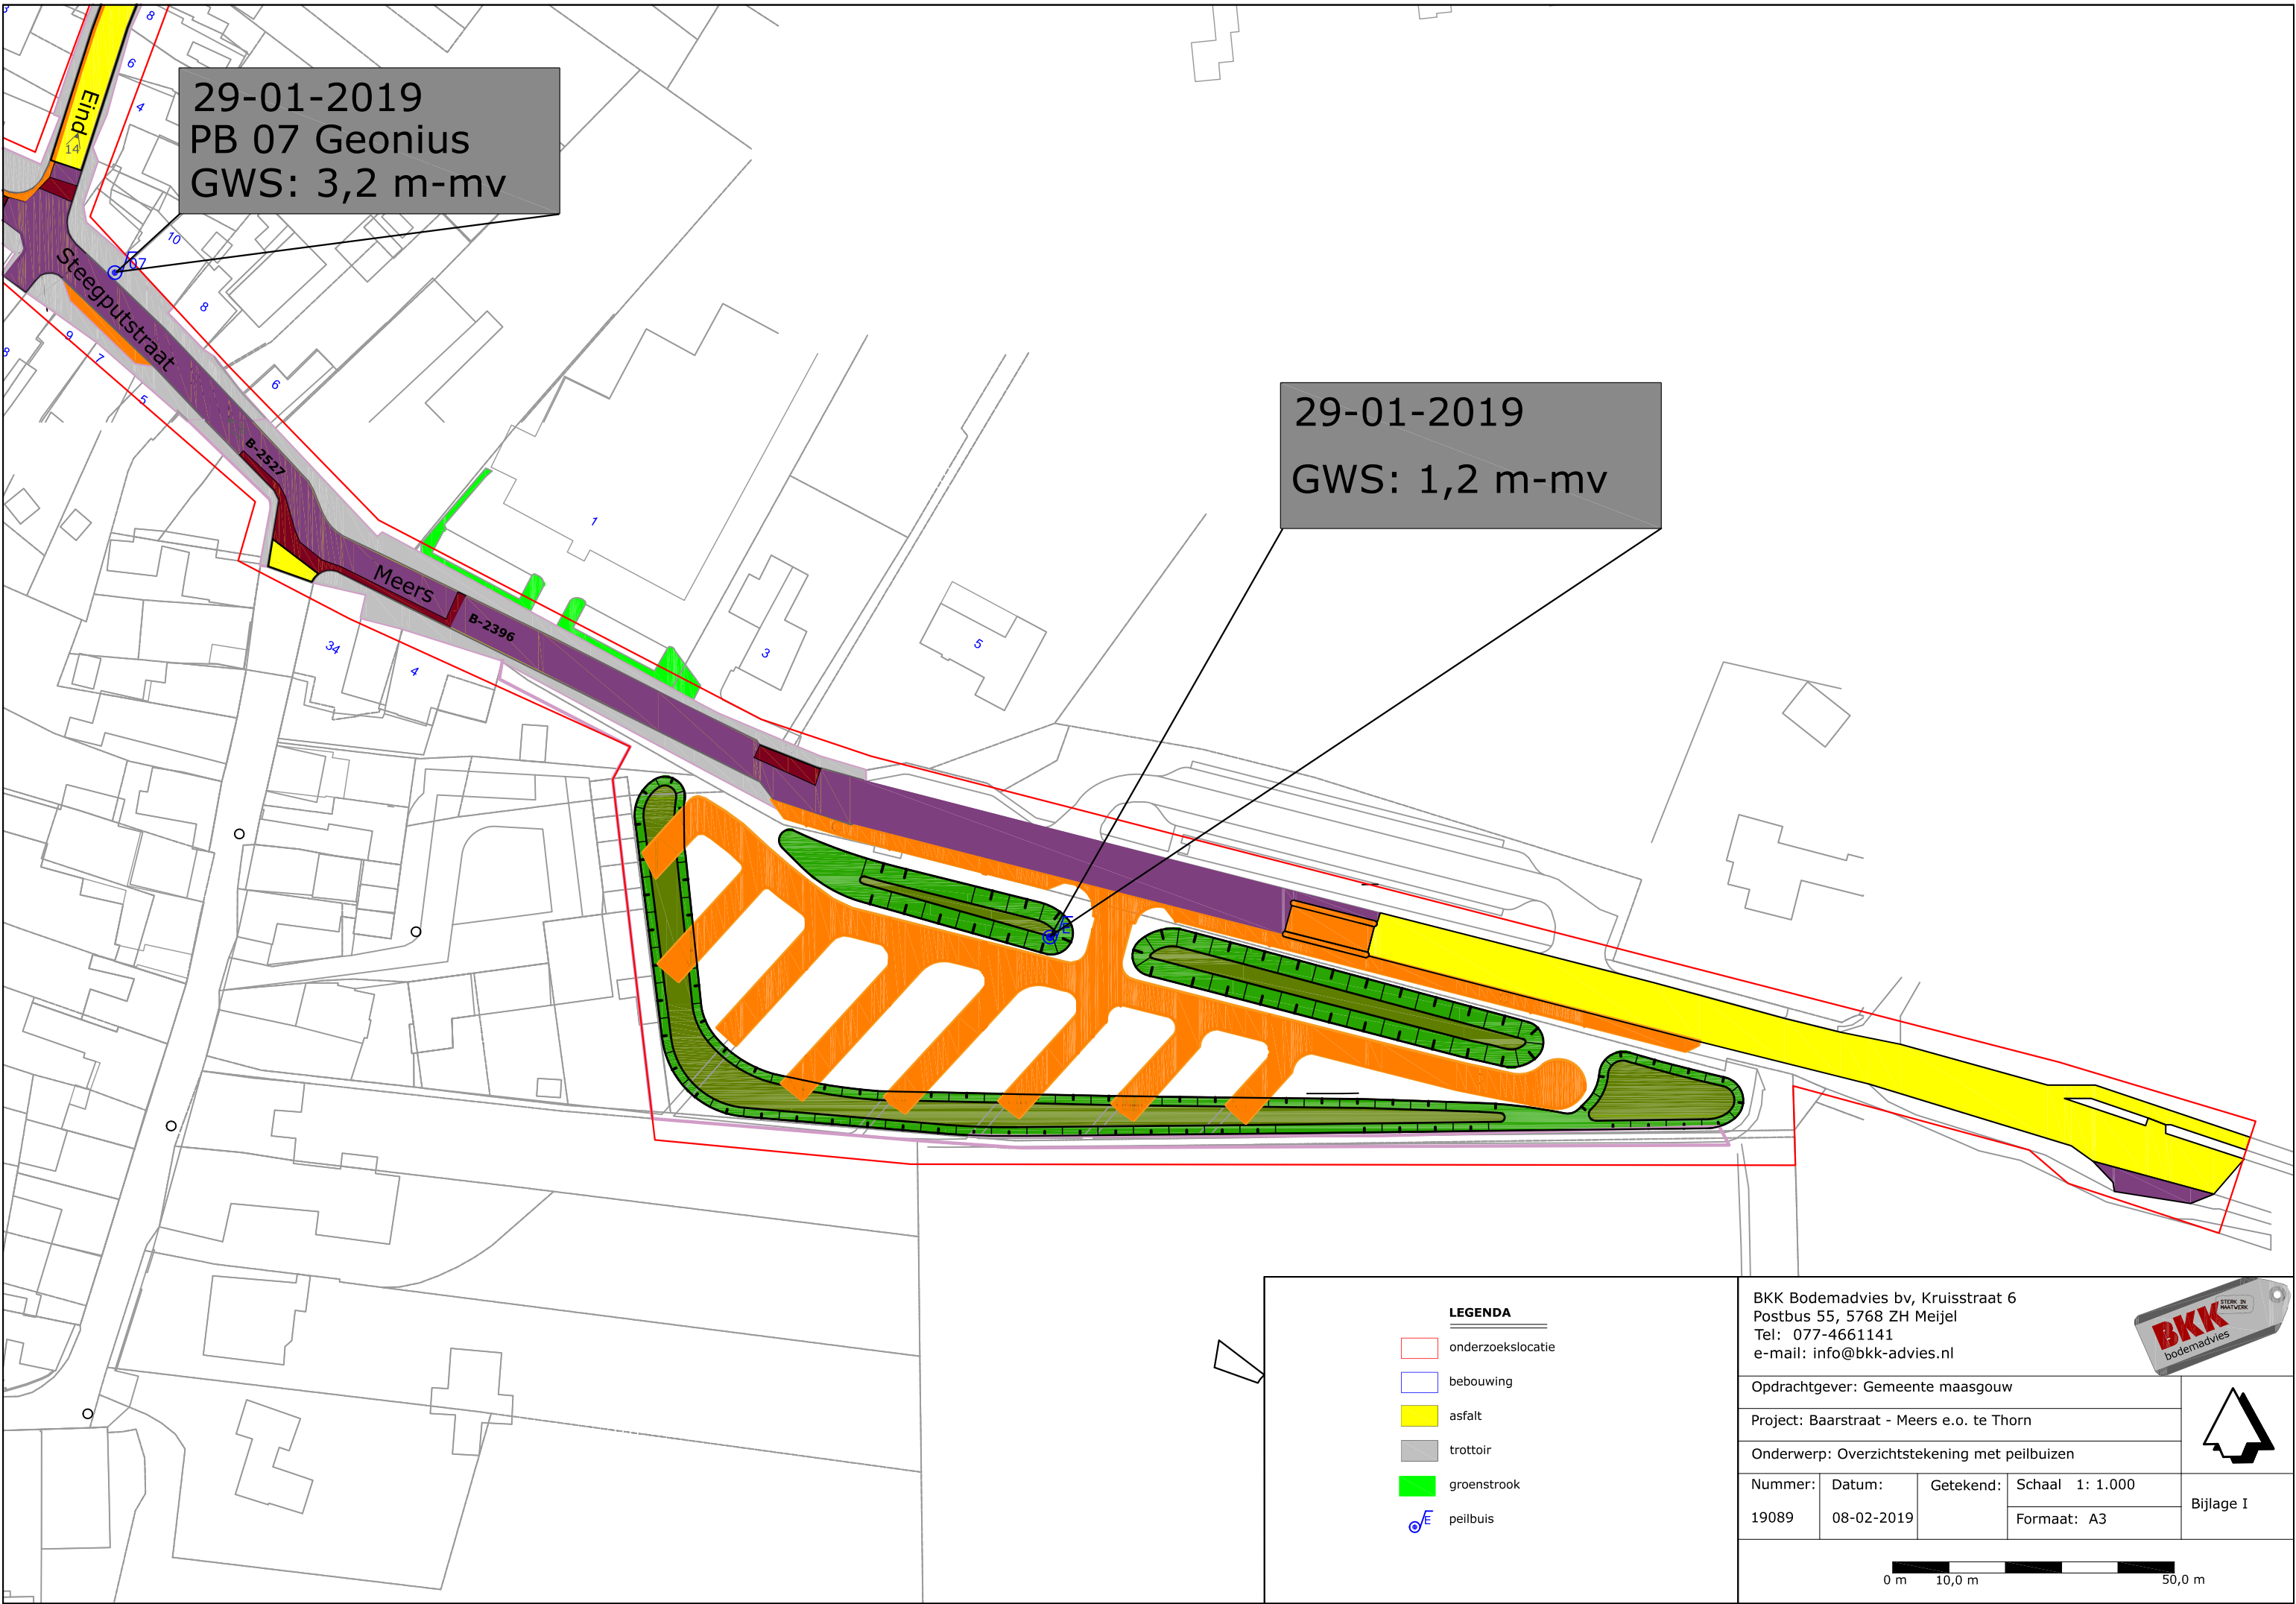 8
6
4
Eind
14
29-01-2019
PB 07 Geonius
GWS: 3,2 m-mv
10
07
Steegputstraat
8
9
7
8
6
5
B-2527
29-01-2019
GWS: 1,2 m-mv
1
Meers
B-2396
34
4
3
5
E
LEGENDA
onderzoekslocatie
bebouwing
asfalt
trottoir
groenstrook
E peilbuis
BKK Bodemadvies bv, Kruisstraat 6
Postbus 55, 5768 ZH Meijel
Tel: 077-4661141
e-mail: info@bkk-advies.nl
BKK
STERK IN
MAATWERK
bodemadvies
Opdrachtgever: Gemeente maasgouw
Project: Baarstraat - Meers e.o. te Thorn
Onderwerp: Overzichtstekening met peilbuizen
Nummer:
19089
Datum:
08-02-2019
Getekend:
Schaal 1: 1.000
Formaat: A3
Bijlage I
0 m 10,0 m 50,0 m